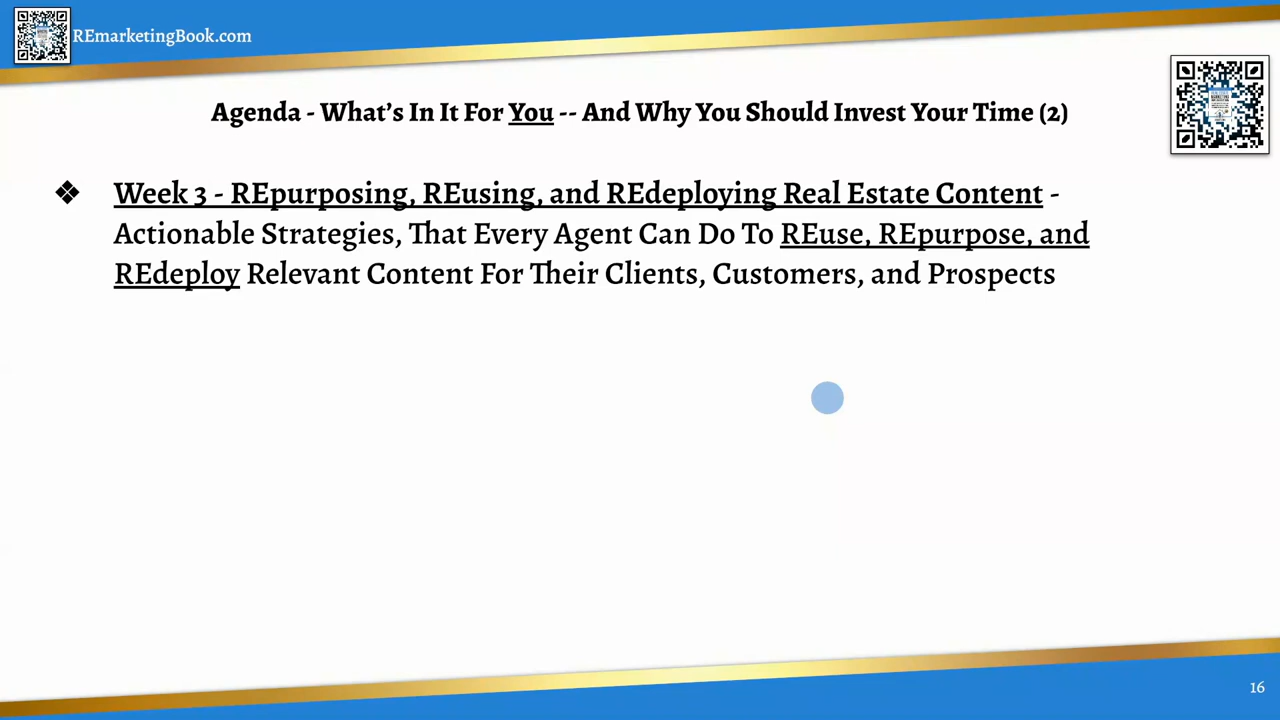 REmarketingBook.com
Agenda - What's In It For You -- And Why You Should Invest Your Time (2)
❖ Week 3 - REpurposing, REusing, and REdeploying Real Estate Content -
Actionable Strategies, That Every Agent Can Do To REuse, REpurpose, and
REdeploy Relevant Content For Their Clients, Customers, and Prospects
16